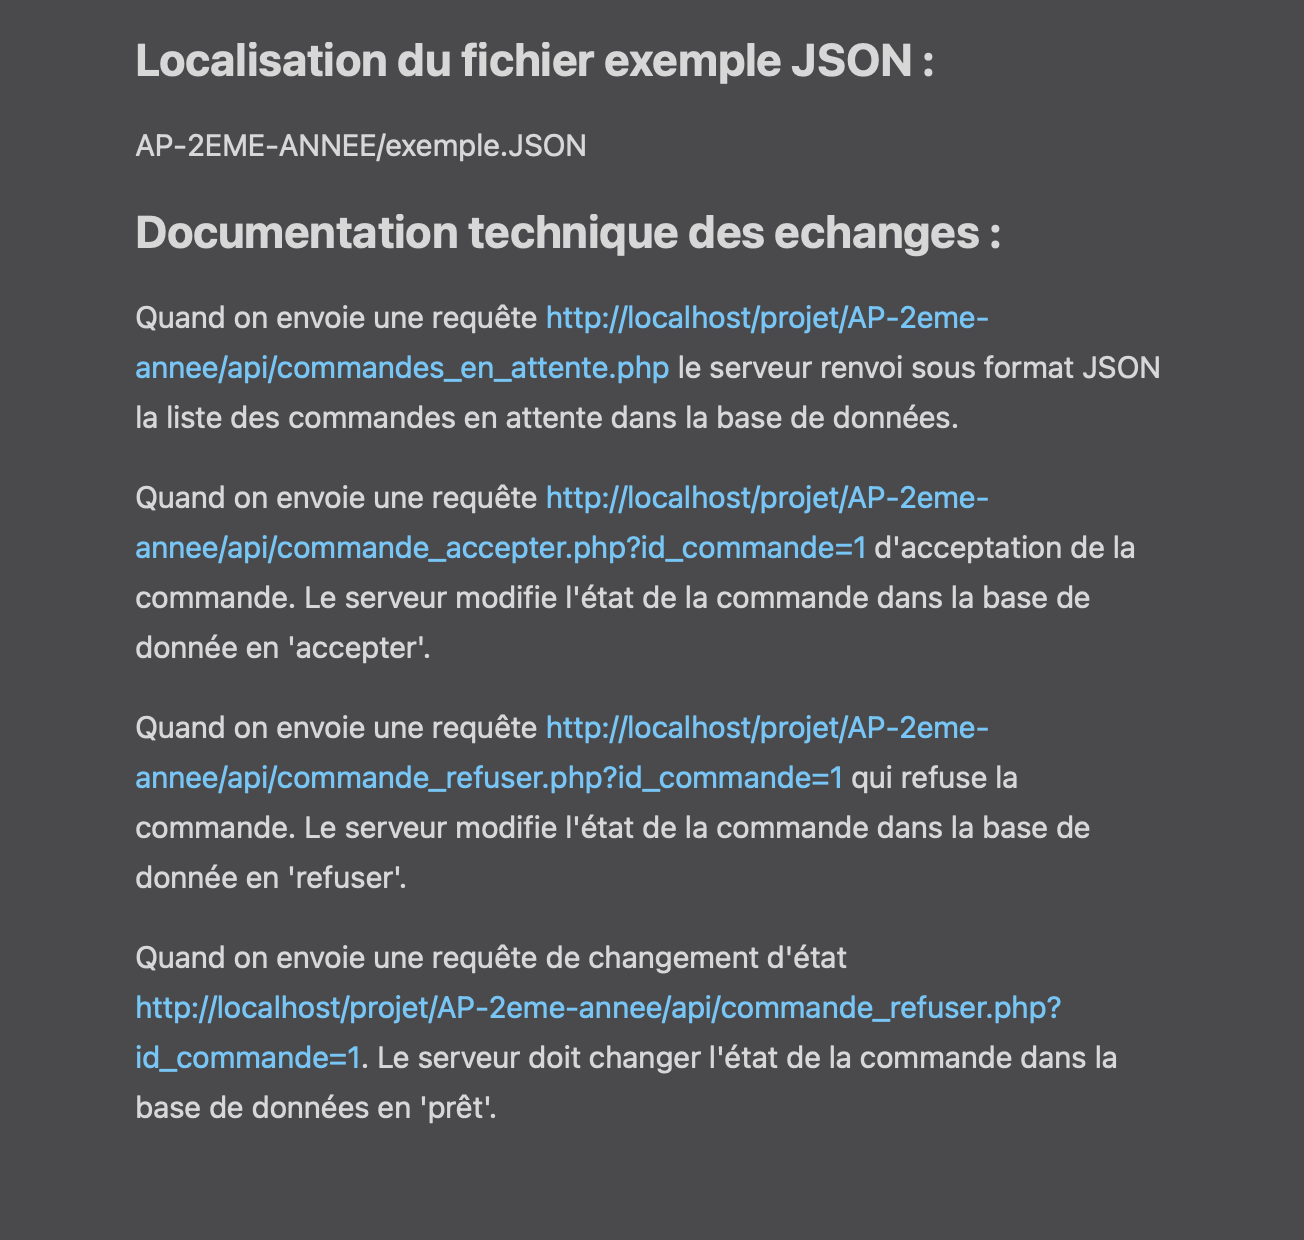 Localisation du fichier exemple JSON :
AP-2EME-ANNEE/exemple.JSON
Documentation technique des echanges :
Quand on envoie une requête http://localhost/projet/AP-2eme-
annee/api/commandes_en_attente.php le serveur renvoi sous format JSON
la liste des commandes en attente dans la base de données.
Quand on envoie une requête http://localhost/projet/AP-2eme-
annee/api/commande_accepter.php?id_commande=1 d'acceptation de la
commande. Le serveur modifie l'état de la commande dans la base de
donnée en 'accepter'.
Quand on envoie une requête http://localhost/projet/AP-2eme-
annee/api/commande_refuser.php?id_commande=1 qui refuse la
commande. Le serveur modifie l'état de la commande dans la base de
donnée en 'refuser'.
Quand on envoie une requête de changement d'état
http://localhost/projet/AP-2eme-annee/api/commande_refuser.php?
id_commande=1. Le serveur doit changer l'état de la commande dans la
base de données en 'prêt'.